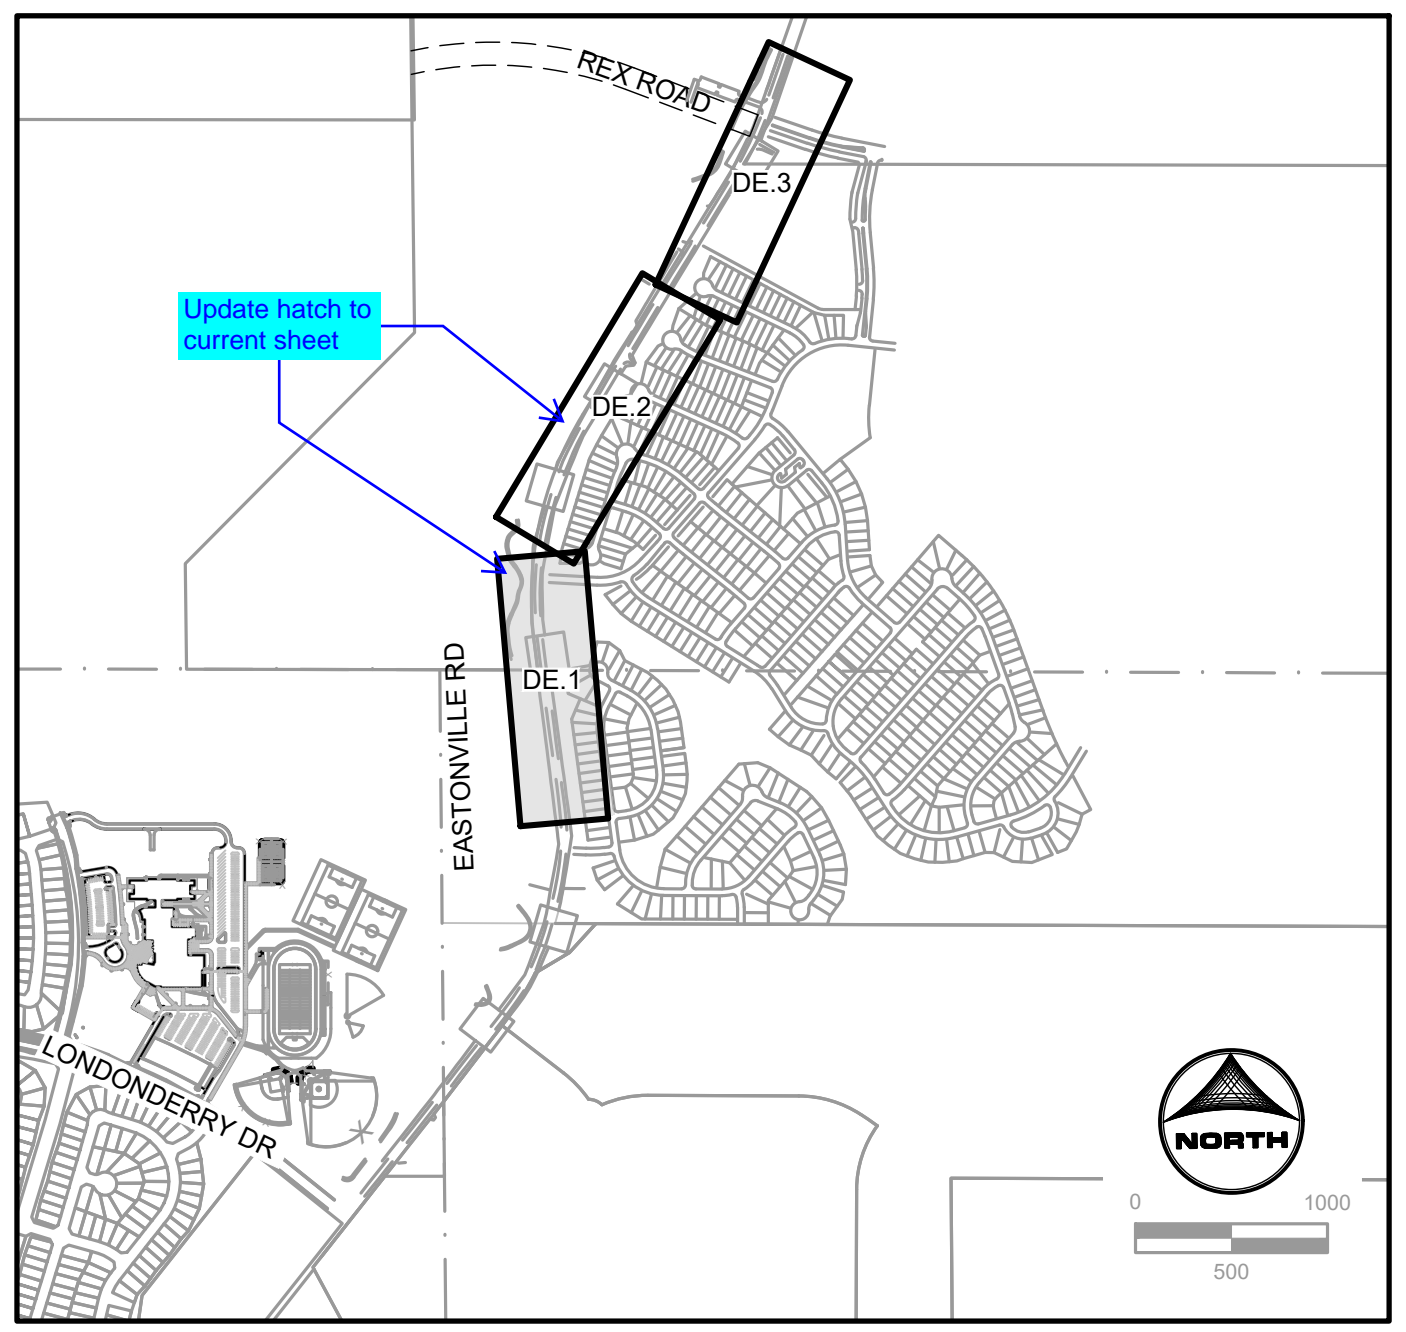 REX ROAD
DE.3
Update hatch to
current sheet
DE.2
DE.1
EASTONVILLE RD
LONDONDERRY DR
NORTH
0 1000
500